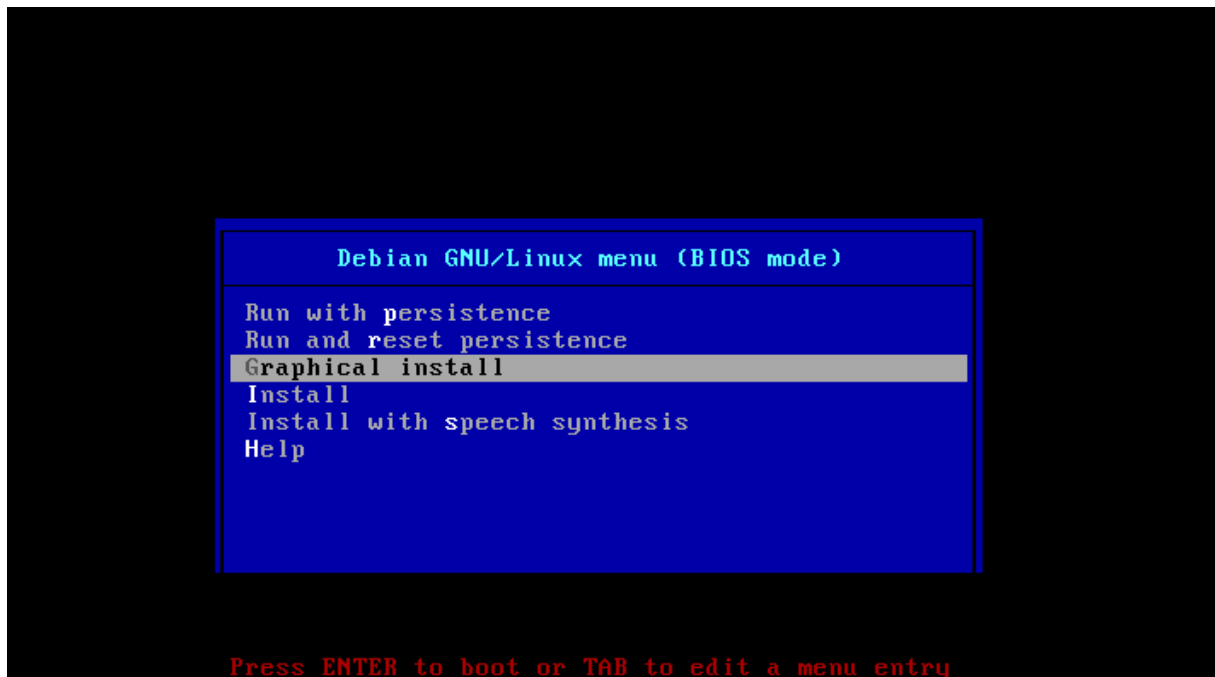 Debian GNU/Linux menu (BIOS mode)
Run with persistence
Run and reset persistence
Graphical install
Install
Install with speech synthesis
Help
Press ENTER to boot or TAB to edit a menu entry